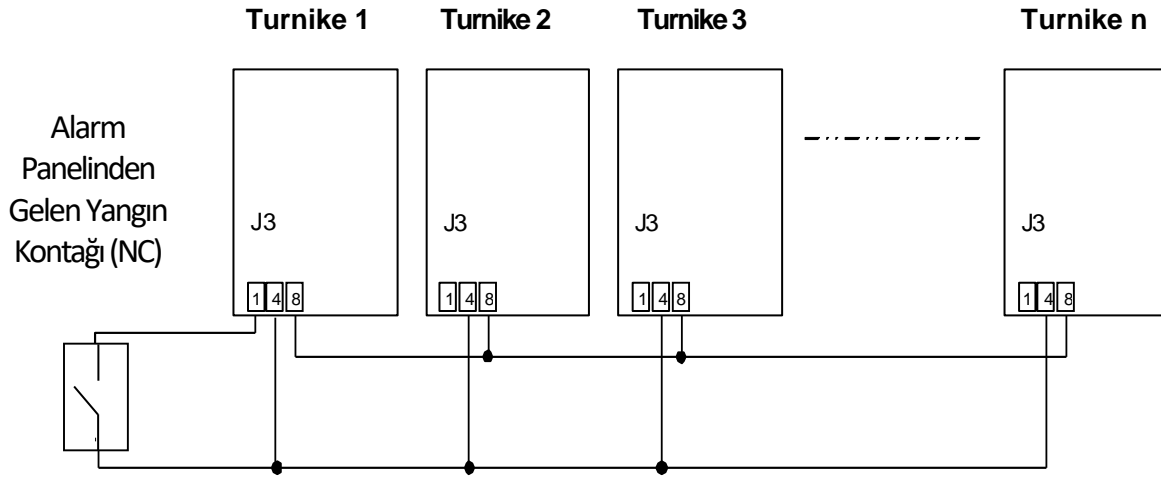 Turnike 1
Turnike 2
Turnike 3
Turnike n
Alarm
Panelinden
Gelen Yangın
Kontağı (NC)
J3
J3
J3
J3
1 4 8
1 4 8
1 4 8
1 4 8